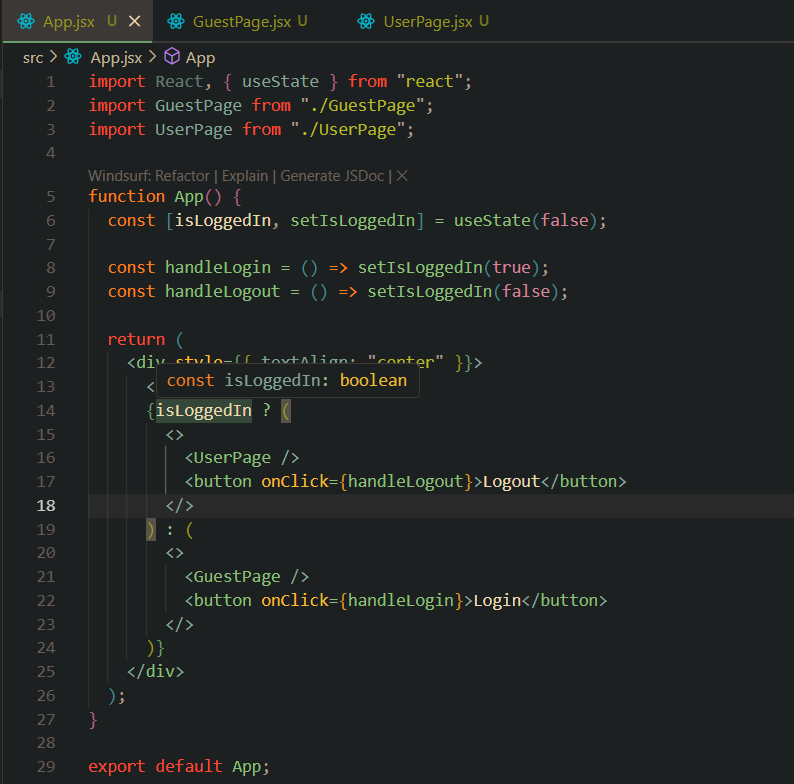 App.jsx U × GuestPage.jsx U UserPage.jsx U
src > App.jsx > App
1 import React, { useState } from "react";
2 import GuestPage from "./GuestPage";
3 import UserPage from "./UserPage";
4
Windsurf: Refactor | Explain | Generate JSDoc | ×
5 function App() {
6 const [isLoggedIn, setIsLoggedIn] = useState(false);
7
8 const handleLogin = () => setIsLoggedIn(true);
9 const handleLogout = () => setIsLoggedIn(false);
10
11 return (
12 <div style={{ textAlign: "center" }}>
const isLoggedIn: boolean
13 <
14 {isLoggedIn ? (
15 <>
16 <UserPage />
17 <button onClick={handleLogout}>Logout</button>
18 </>
19 ) : (
20 <>
21 <GuestPage />
22 <button onClick={handleLogin}>Login</button>
23 </>
24 )}
25 </div>
26 );
27 }
28
29 export default App;